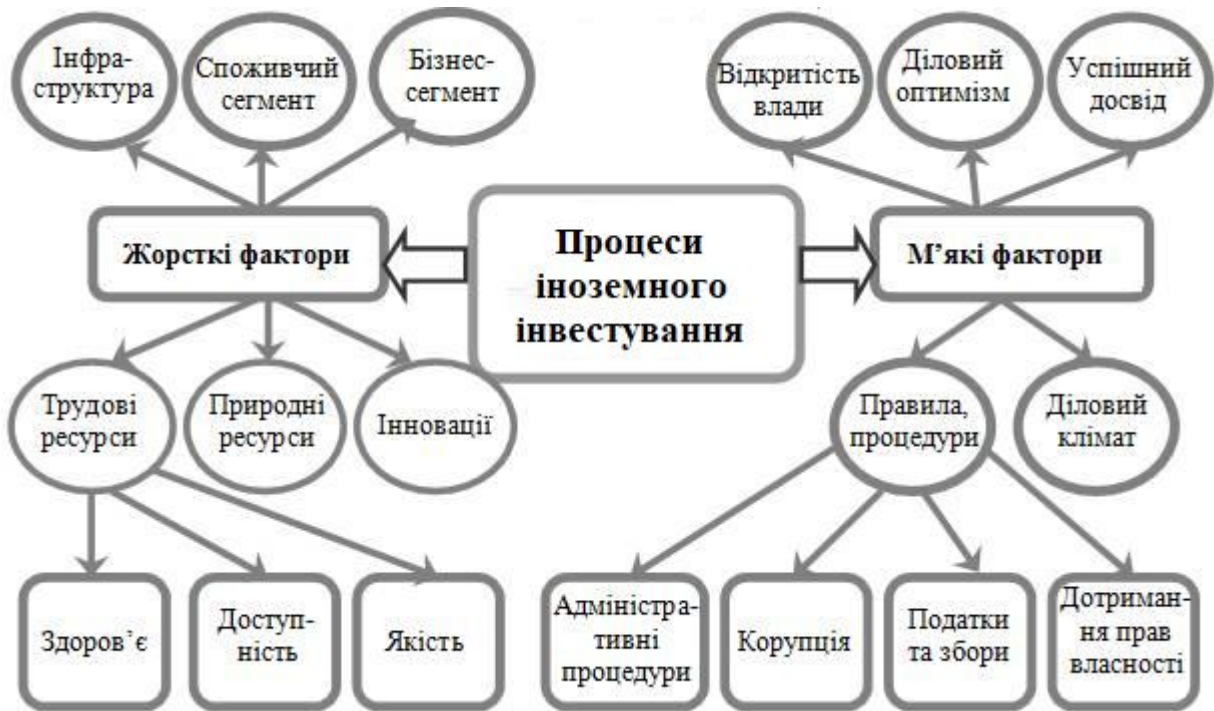 Інфра-
структура
Споживчий
сегмент
Бізнес-
сегмент
Відкритість
влади
Діловий
оптимізм
Успішний
досвід
Жорсткі фактори
Процеси
іноземного
інвестування
М’які фактори
Трудові
ресурси
Природні
ресурси
Інновації
Правила,
процедури
Діловий
клімат
Здоров’є
Доступ-
ність
Якість
Адміністра-
тивні
процедури
Корупція
Податки
та збори
Дотриман-
ня прав
власності